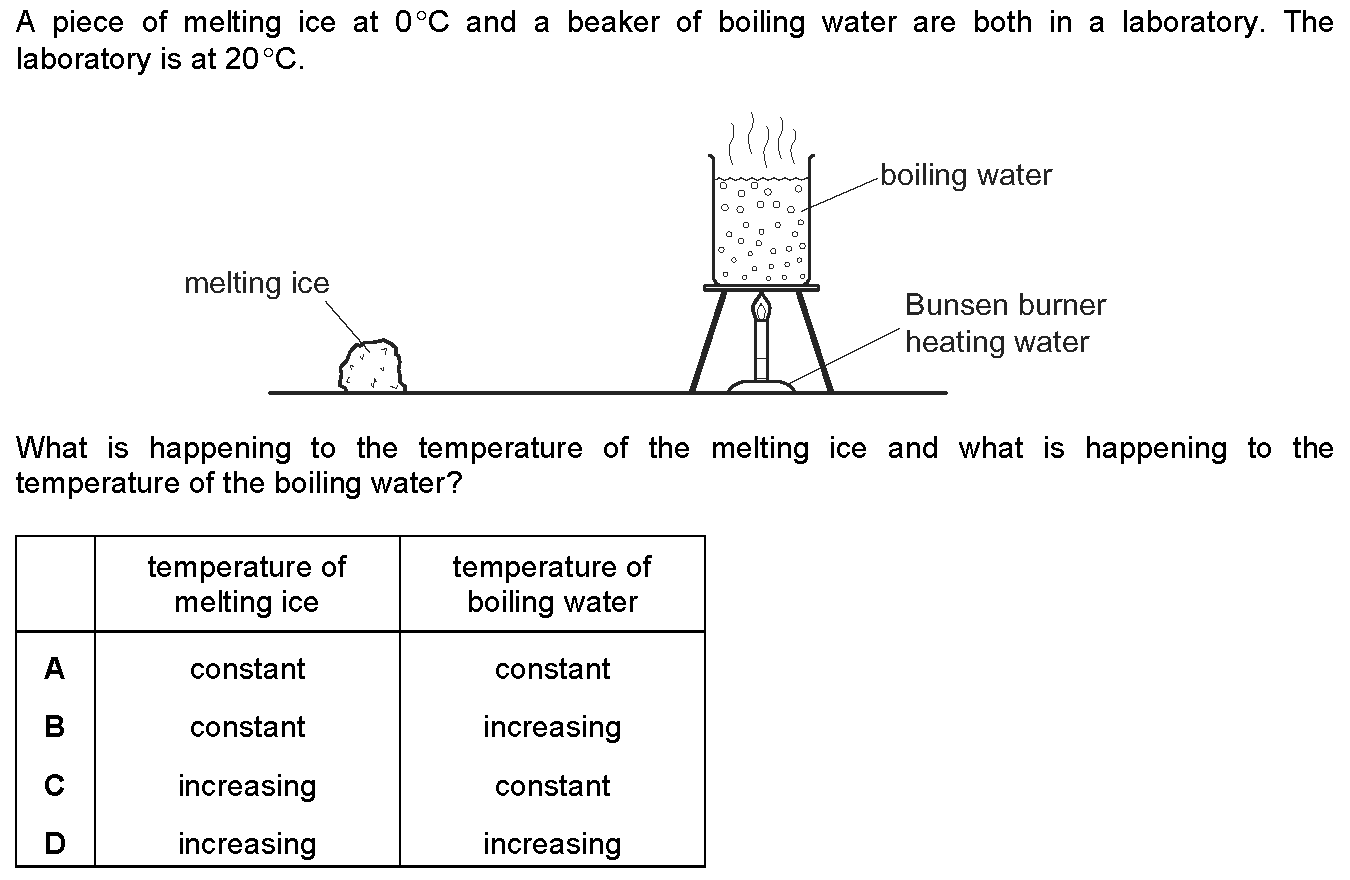 A piece of melting ice at 0°C and a beaker of boiling water are both in a laboratory. The
laboratory is at 20°C.
boiling water
melting ice
Bunsen burner
heating water
What is happening to the temperature of the melting ice and what is happening to the
temperature of the boiling water?
temperature of melting ice
temperature of boiling water
A constant constant
B constant increasing
C increasing constant
D increasing increasing